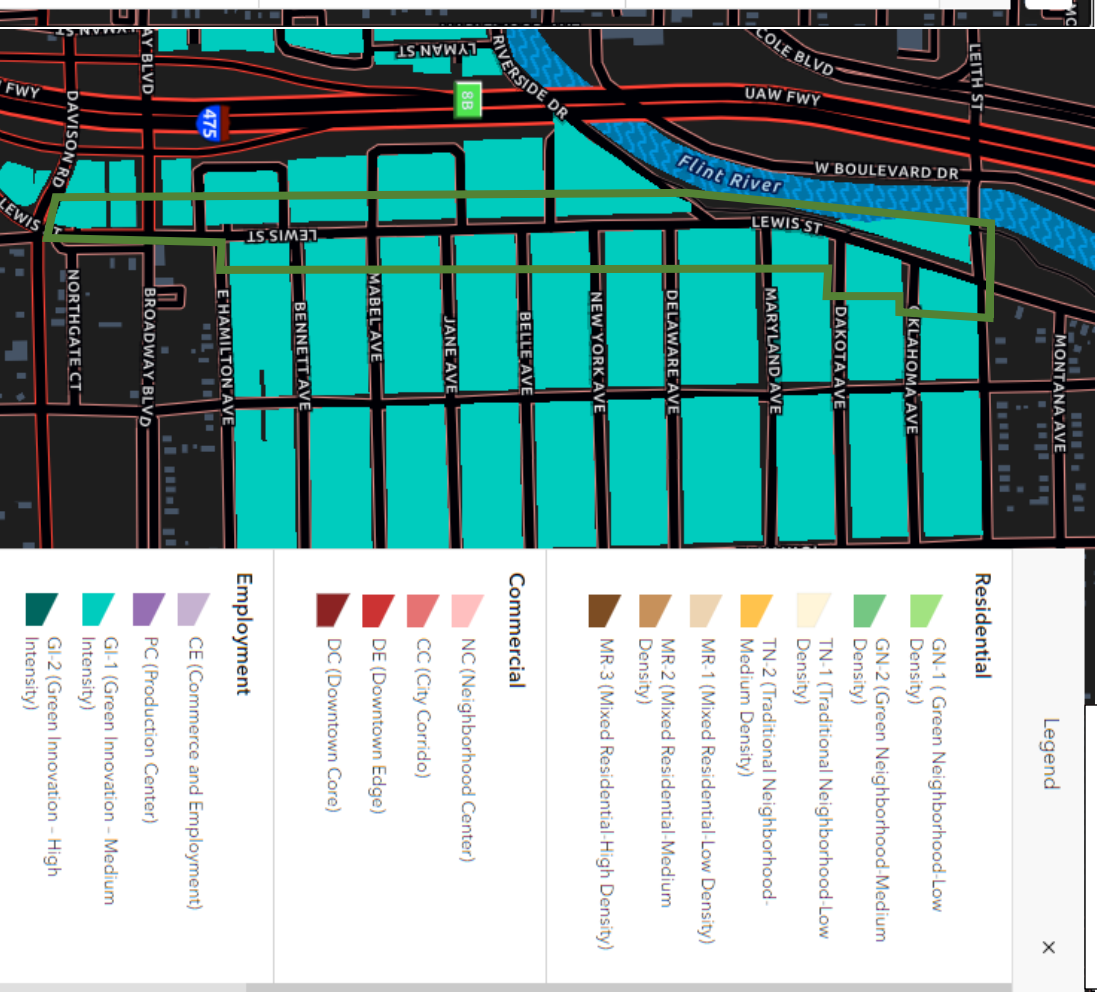 LYMAN ST
LYMAN ST
RIVERSIDE DR
COLE BLVD
LEITH ST
AY BLVD
FWY
DAVISON RD
475
8B
UAW FWY
W BOULEVARD DR
Flint River
LEWIS ST
LEWIS ST
LEWIS
NORTHGATE CT
BROADWAY BLVD
E HAMILTON AVE
BENNETT AVE
MABEL AVE
JANE AVE
BELLE AVE
NEW YORK AVE
DELAWARE AVE
MARYLAND AVE
DAKOTA AVE
KLAHOMA AVE
MONTANA AVE
Legend
×
Residential
GN-1 ( Green Neighborhood-Low
Density)
GN-2 (Green Neighborhood-Medium
Density)
TN-1 (Traditional Neighborhood-Low
Density)
TN-2 (Traditional Neighborhood-
Medium Density)
MR-1 (Mixed Residential-Low Density)
MR-2 (Mixed Residential-Medium
Density)
MR-3 (Mixed Residential-High Density)
Commercial
NC (Neighborhood Center)
CC (City Corrido)
DE (Downtown Edge)
DC (Downtown Core)
Employment
CE (Commerce and Employment)
PC (Production Center)
GI-1 (Green Innovation - Medium
Intensity)
GI-2 (Green Innovation - High
Intensity)